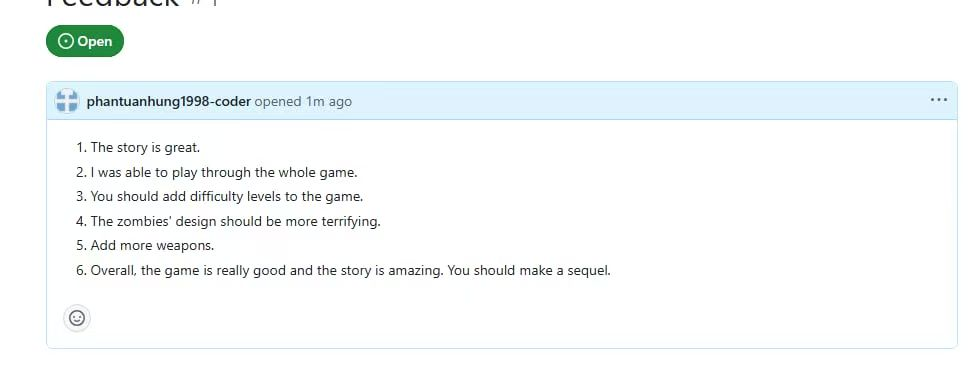 Feedback #1
Open
phantuanhung1998-coder opened 1m ago
1. The story is great.
2. I was able to play through the whole game.
3. You should add difficulty levels to the game.
4. The zombies' design should be more terrifying.
5. Add more weapons.
6. Overall, the game is really good and the story is amazing. You should make a sequel.